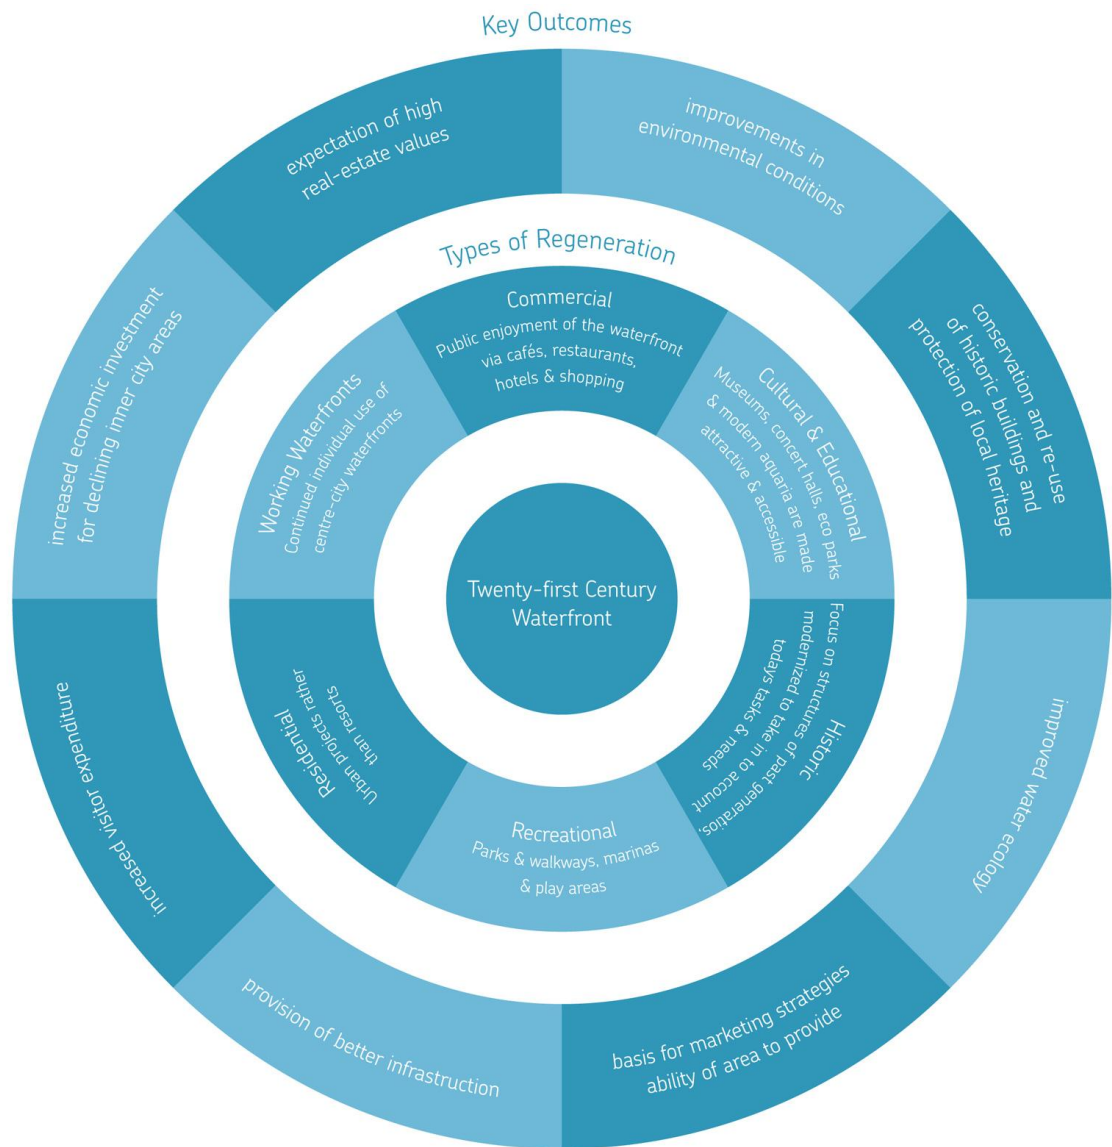 Key Outcomes
improvements in
environmental conditions
conservation and re-use
of historic buildings and
protection of local heritage
improved water ecology
basis for marketing strategies
ability of area to provide
provision of better infrastruction
increased visitor expenditure
increased economic investment
for declining inner city areas
expectation of high
real-estate values
Types of Regeneration
Commercial
Public enjoyment of the waterfront
via cafés, restaurants,
hotels & shopping
Cultural & Educational
Museums, concert halls, eco parks
& modern aquaria are made
attractive & accessible
Historic
Focus on structures of past generatios,
modernized to take in to account
todays tasks & needs
Recreational
Parks & walkways, marinas
& play areas
Residential
Urban projects rather
than resorts
Working Waterfronts
Continued individual use of
centre-city waterfronts
Twenty-first Century
Waterfront